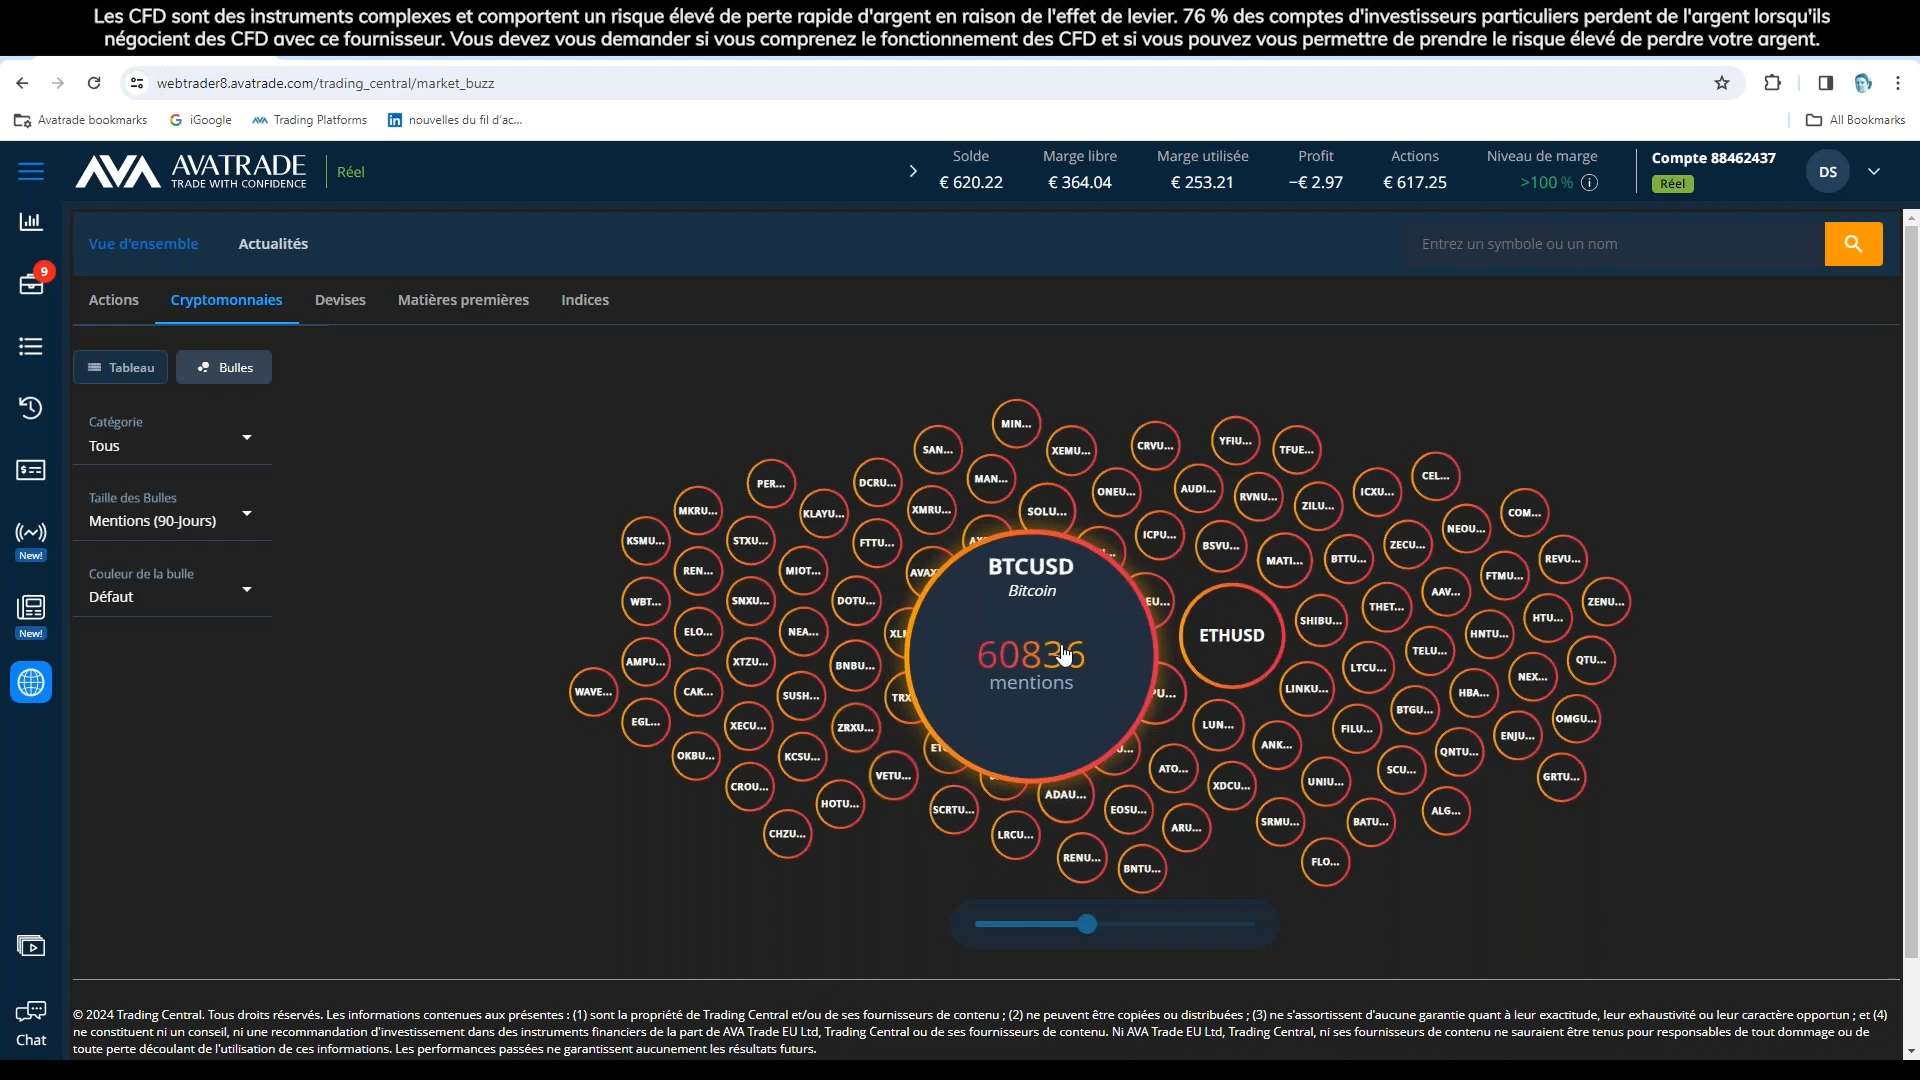 Les CFD sont des instruments complexes et comportent un risque élevé de perte rapide d'argent en raison de l'effet de levier. 76 % des comptes d'investisseurs particuliers perdent de l'argent lorsqu'ils
négocient des CFD avec ce fournisseur. Vous devez vous demander si vous comprenez le fonctionnement des CFD et si vous pouvez vous permettre de prendre le risque élevé de perdre votre argent.
webtrader8.avatrade.com/trading_central/market_buzz
Avatrade bookmarks iGoogle Trading Platforms nouvelles du fil d'ac... All Bookmarks
AVA AVATRADE
TRADE WITH CONFIDENCE
Réel
Solde Marge libre Marge utilisée Profit Actions Niveau de marge
€ 620.22 € 364.04 € 253.21 −€ 2.97 € 617.25 >100 %
Compte 88462437
Réel
DS
9
New!
New!
Chat
Vue d'ensemble Actualités
Entrez un symbole ou un nom
Actions Cryptomonnaies Devises Matières premières Indices
Tableau Bulles
Catégorie
Tous
Taille des Bulles
Mentions (90-Jours)
Couleur de la bulle
Défaut
MIN...
SAN... XEMU... CRVU... YFIU... TFUE...
PER... DCRU... MAN... ONEU... AUDI... RVNU... ICXU... CEL...
MKRU... KLAYU... XMRU... SOLU... ZILU... COM...
KSMU... STXU... FTTU... ICPU... BSVU... MATI... BTTU... ZECU... NEOU... REVU...
REN... MIOT... AVAX FTMU...
BTCUSD
Bitcoin
60836
mentions
WBT... SNXU... DOTU... EU... SHIBU... THET... AAV... ZENU...
ELO... NEA... XLM ETHUSD HNTU... HTU...
AMPU... XTZU... BNBU... LTCU... TELU... QTU...
WAVE... CAK... SUSH... TRX PU... LINKU... HBA... NEX...
EGL... XECU... ZRXU... LUN... FILU... BTGU... OMGU...
OKBU... KCSU... ET U... ANK... QNTU... ENJU...
CROU... VETU... ATO... XDCU... UNIU... SCU... GRTU...
HOTU... SCRTU... ADAU... EOSU... SRMU... BATU... ALG...
CHZU... LRCU... ARU...
RENU... BNTU... FLO...
© 2024 Trading Central. Tous droits réservés. Les informations contenues aux présentes : (1) sont la propriété de Trading Central et/ou de ses fournisseurs de contenu ; (2) ne peuvent être copiées ou distribuées ; (3) ne s'assortissent d'aucune garantie quant à leur exactitude, leur exhaustivité ou leur caractère opportun ; et (4)
ne constituent ni un conseil, ni une recommandation d'investissement dans des instruments financiers de la part de AVA Trade EU Ltd, Trading Central ou de ses fournisseurs de contenu. Ni AVA Trade EU Ltd, Trading Central, ni ses fournisseurs de contenu ne sauraient être tenus pour responsables de tout dommage ou de
toute perte découlant de l'utilisation de ces informations. Les performances passées ne garantissent aucunement les résultats futurs.